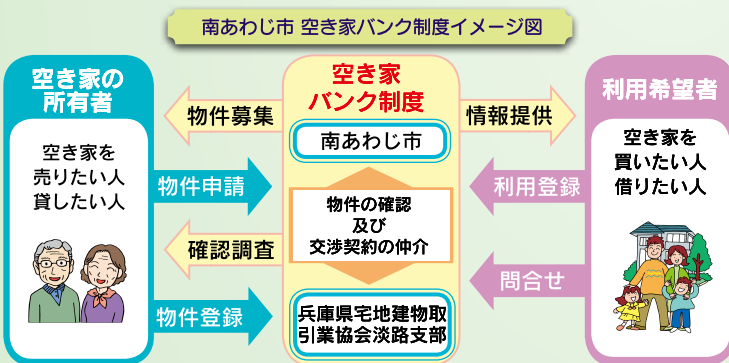 南あわじ市 空き家バンク制度イメージ図
空き家の
所有者
空き家を
売りたい人
貸したい人
物件募集
物件申請
確認調査
物件登録
空き家
バンク制度
南あわじ市
物件の確認
及び
交渉契約の仲介
兵庫県宅地建物取
引業協会淡路支部
情報提供
利用登録
問合せ
利用希望者
空き家を
買いたい人
借りたい人